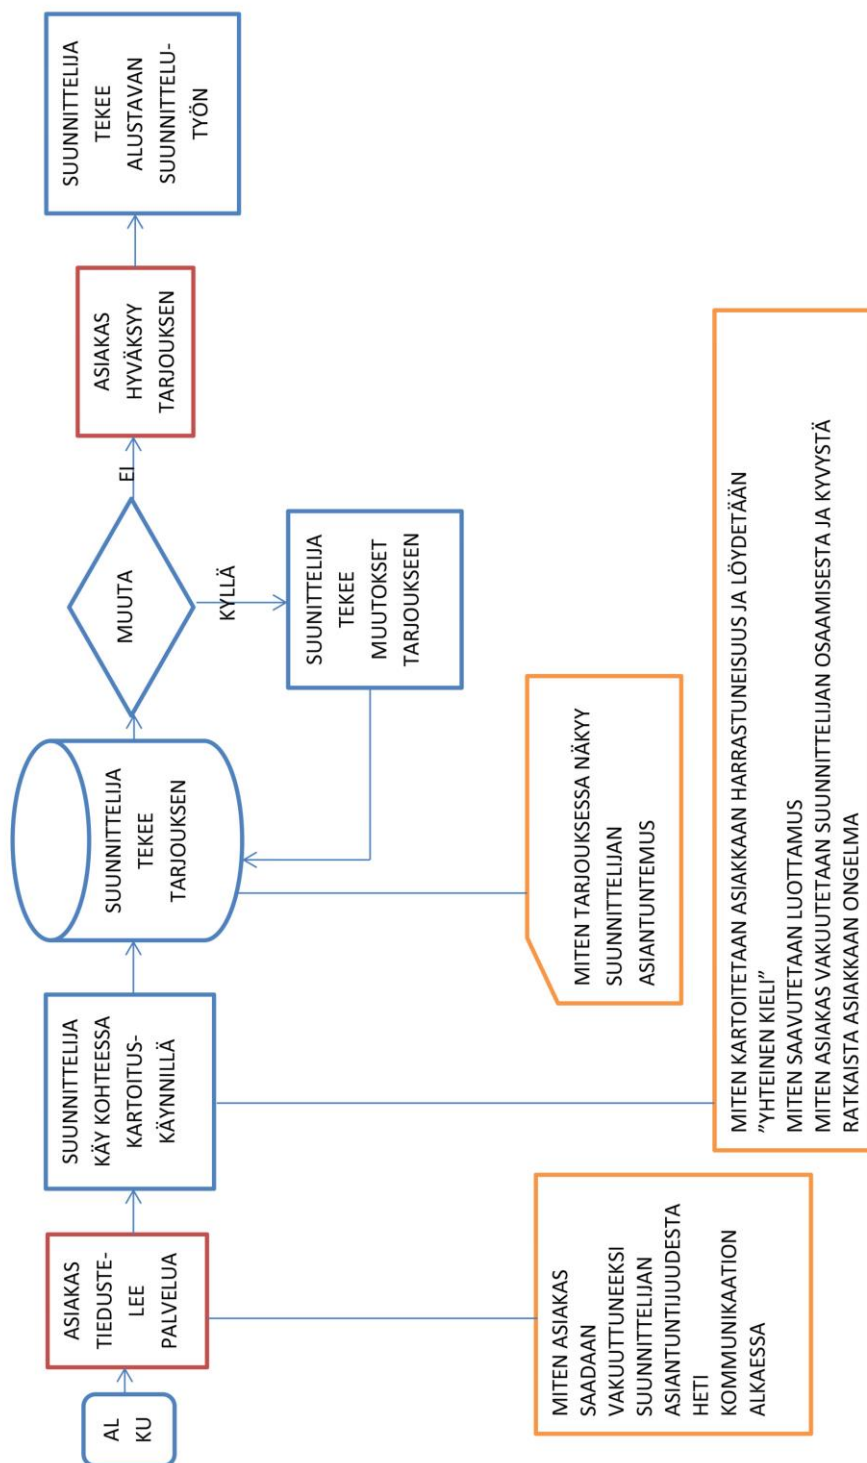 AL
KU
ASIAKAS
TIEDUSTE-
LEE
PALVELUA
SUUNNITTELIJA
KÄY KOHTEESSA
KARTOITUS-
KÄYNNILLÄ
SUUNNITTELIJA
TEKEE
TARJOUKSEN
MUUTA
EI
KYLLÄ
ASIAKAS
HYVÄKSYY
TARJOUKSEN
SUUNNITTELIJA
TEKEE
ALUSTAVAN
SUUNNITTELU-
TYÖN
SUUNITTELIJA
TEKEE
MUUTOKSET
TARJOUKSEEN
MITEN TARJOUKSESSA NÄKYY
SUUNNITTELIJAN
ASIANTUNTEMUS
MITEN ASIAKAS
SAADAAN
VAKUUTTUNEEKSI
SUUNNITTELIJAN
ASIANTUNTIJUUDESTA
HETI
KOMMUNIKAATION
ALKAESSA
MITEN KARTOITETAAN ASIAKKAAN HARRASTUNEISUUS JA LÖYDETÄÄN
”YHTEINEN KIELI”
MITEN SAAVUTETAAN LUOTTAMUS
MITEN ASIAKAS VAKUUTETAAN SUUNNITTELIJAN OSAAMISESTA JA KYVYSTÄ
RATKAISTA ASIAKKAAN ONGELMA